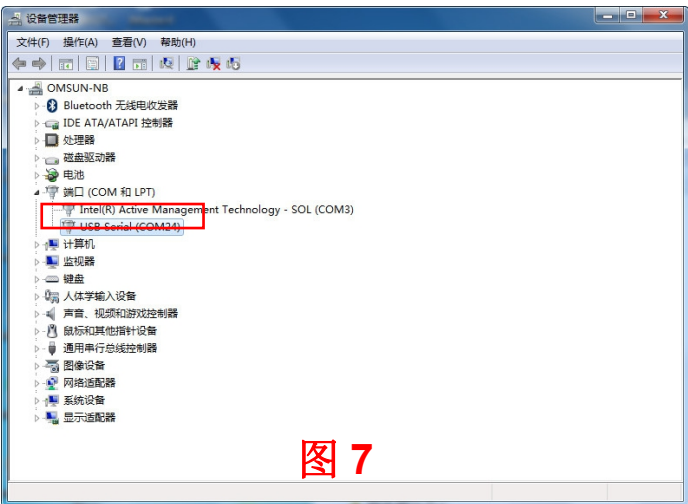 设备管理器
文件(F) 操作(A) 查看(V) 帮助(H)
OMSUN-NB
Bluetooth 无线电收发器
IDE ATA/ATAPI 控制器
处理器
磁盘驱动器
电池
端口 (COM 和 LPT)
Intel(R) Active Management Technology - SOL (COM3)
USB Serial (COM24)
计算机
监视器
键盘
人体学输入设备
声音、视频和游戏控制器
鼠标和其他指针设备
通用串行总线控制器
图像设备
网络适配器
系统设备
显示适配器
图 7